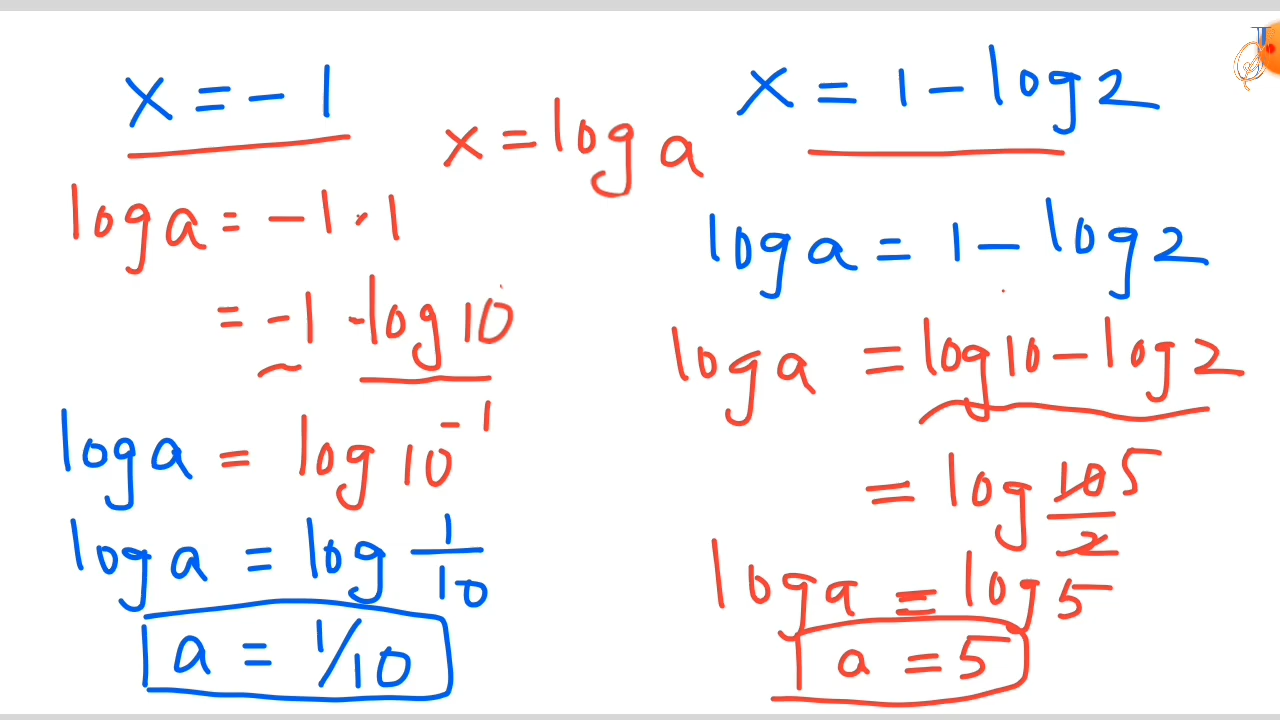 x = -1
log a = -1 · 1
= -1 · log 10
log a = log 10⁻¹
log a = log 1/10
a = 1/10
x = log a
x = 1 - log 2
log a = 1 - log 2
log a = log 10 - log 2
= log 10/2 5
log a = log 5
a = 5